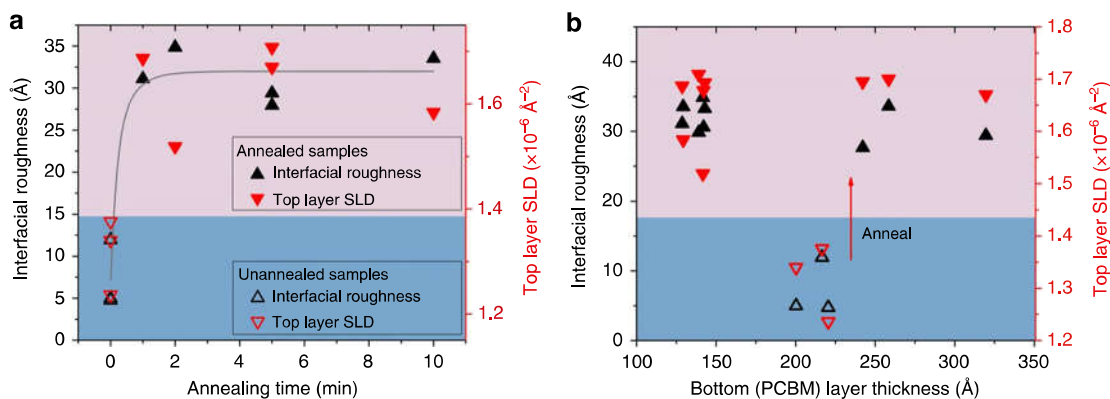 a
35
30
25
20
15
10
5
0
Interfacial roughness (Å)
0
2
4
6
8
10
Annealing time (min)
1.6
1.4
1.2
Top layer SLD (×10⁻⁶ Å⁻²)
Annealed samples
Interfacial roughness
Top layer SLD
Unannealed samples
Interfacial roughness
Top layer SLD
b
40
30
20
10
0
Interfacial roughness (Å)
100
150
200
250
300
350
Bottom (PCBM) layer thickness (Å)
1.8
1.7
1.6
1.5
1.4
1.3
1.2
Top layer SLD (×10⁻⁶ Å⁻²)
Anneal